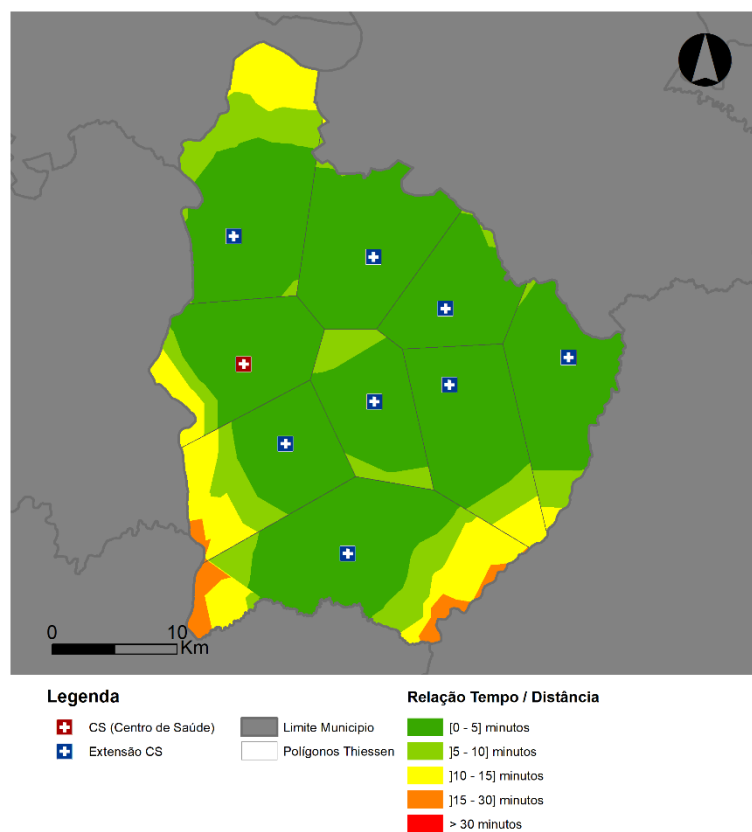 0 10
Km
Legenda
CS (Centro de Saúde)
Extensão CS
Limite Municipio
Polígonos Thiessen
Relação Tempo / Distância
[0 - 5] minutos
]5 - 10] minutos
]10 - 15] minutos
]15 - 30] minutos
> 30 minutos